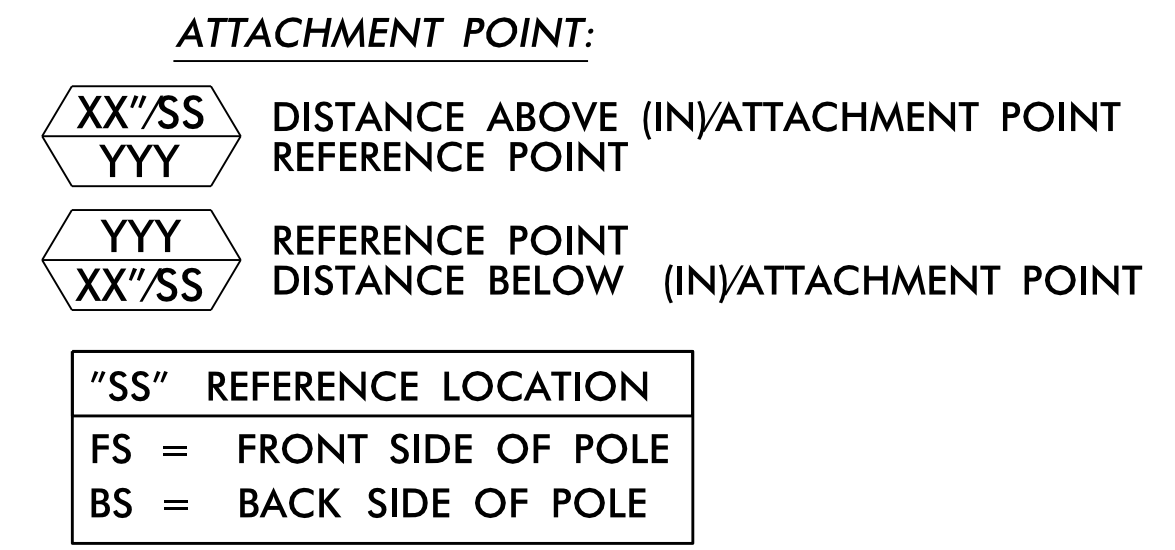 ATTACHMENT POINT:
XX"/SS DISTANCE ABOVE (IN)/ATTACHMENT POINT
YYY REFERENCE POINT
YYY REFERENCE POINT
XX"/SS DISTANCE BELOW (IN)/ATTACHMENT POINT
"SS" REFERENCE LOCATION
FS = FRONT SIDE OF POLE
BS = BACK SIDE OF POLE